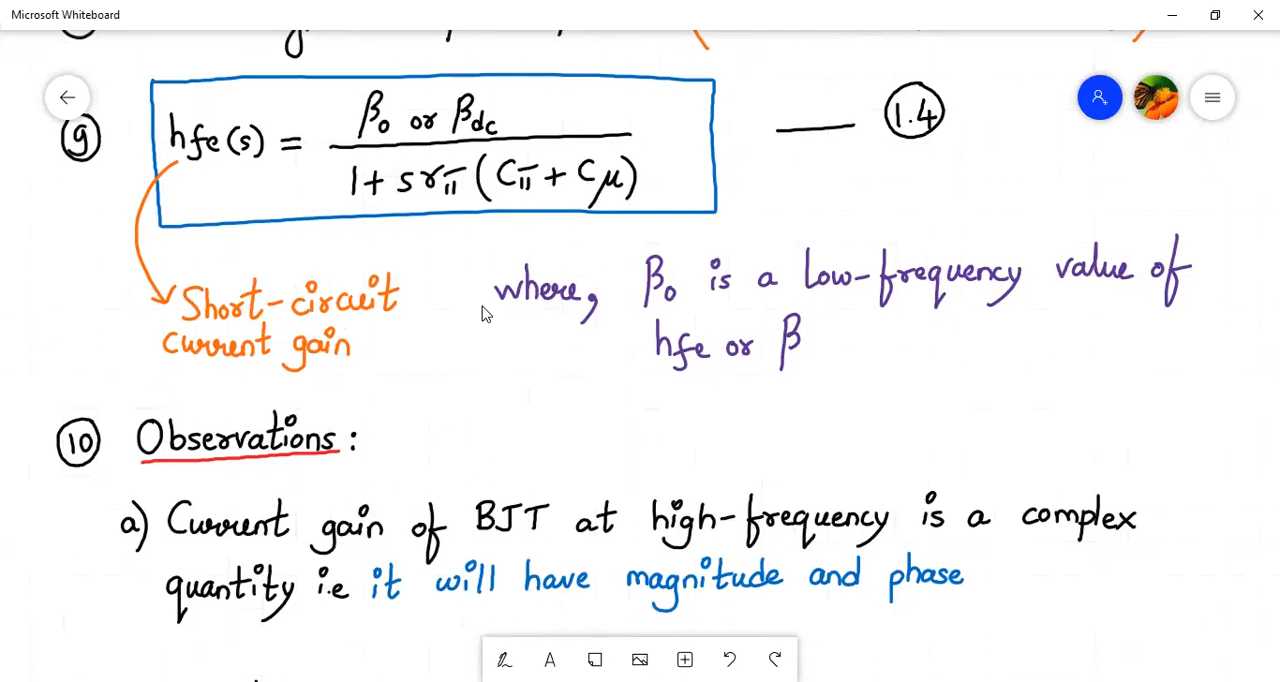 Microsoft Whiteboard
9 hfe(s) = β₀ or βdc / 1 + s rπ (Cπ + Cμ) — 1.4
Short-circuit
current gain
where, β₀ is a low-frequency value of
hfe or β
10 Observations :
a) Current gain of BJT at high-frequency is a complex
quantity i.e it will have magnitude and phase
A